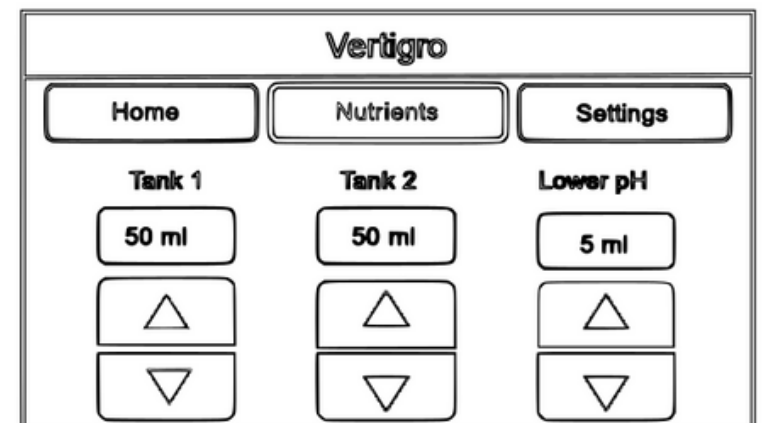 Vertigro
Home Nutrients Settings
Tank 1 Tank 2 Lower pH
50 ml 50 ml 5 ml